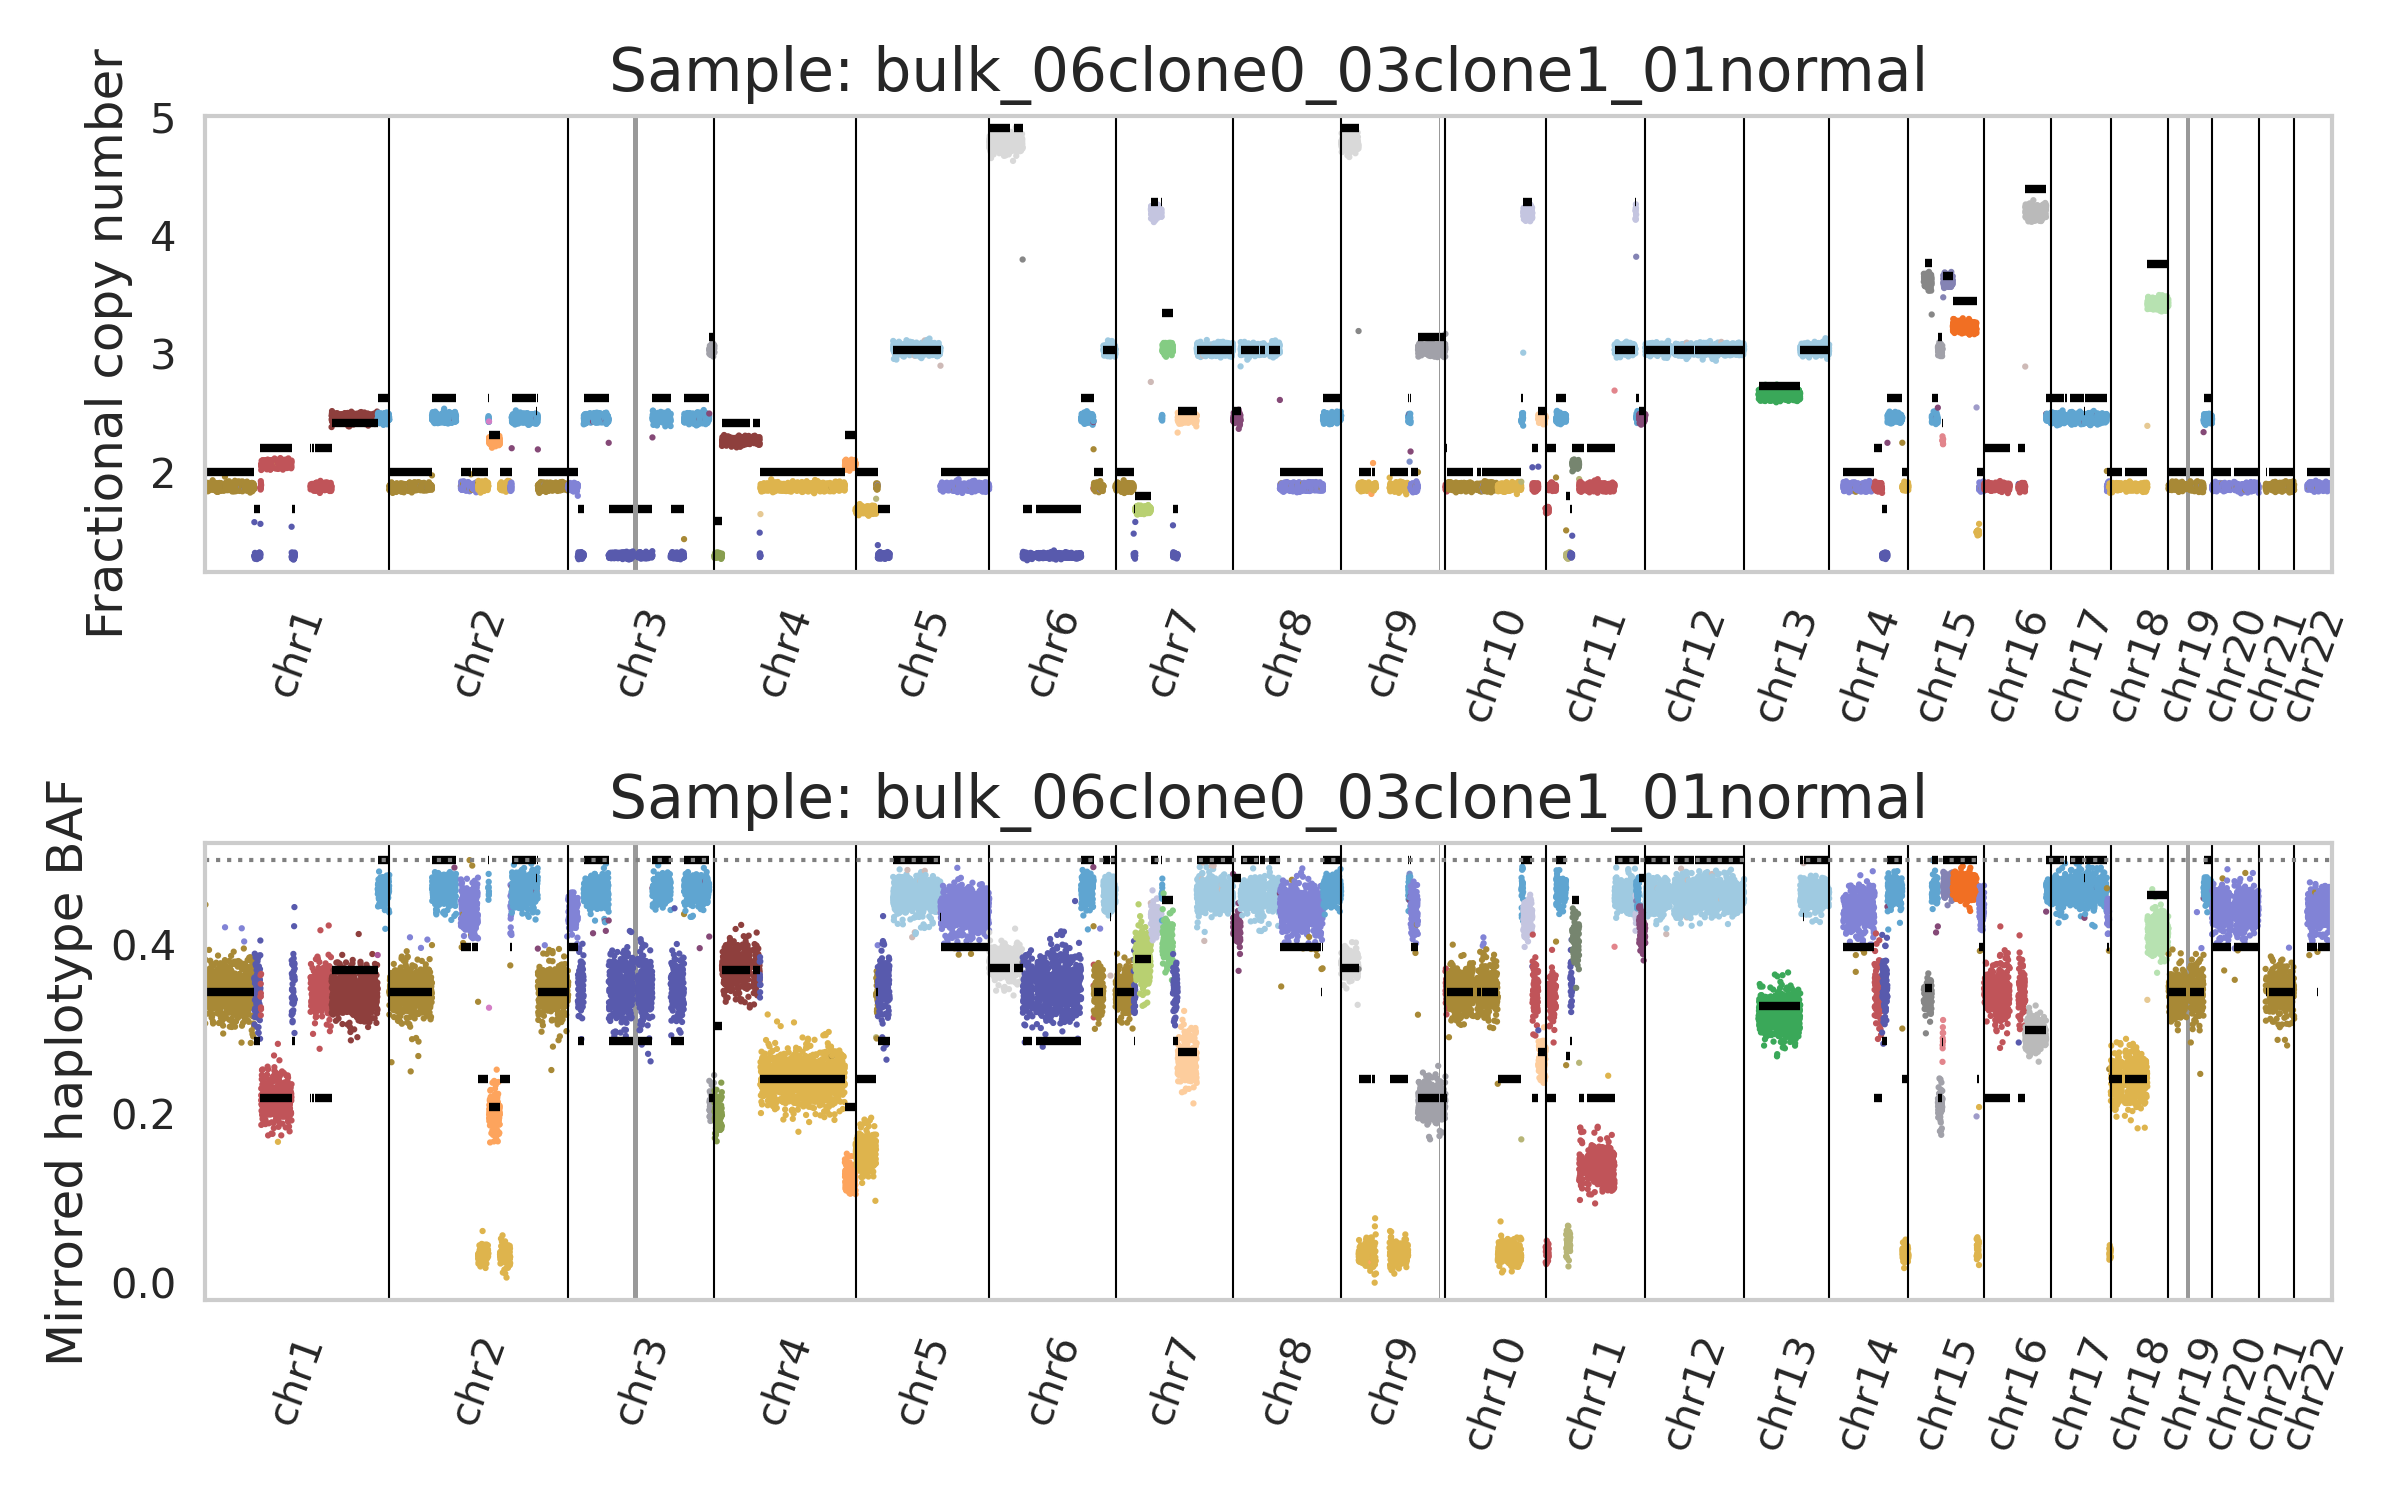 Sample: bulk_06clone0_03clone1_01normal
Fractional copy number
5
4
3
2
chr1
chr2
chr3
chr4
chr5
chr6
chr7
chr8
chr9
chr10
chr11
chr12
chr13
chr14
chr15
chr16
chr17
chr18
chr19
chr20
chr21
chr22
Sample: bulk_06clone0_03clone1_01normal
Mirrored haplotype BAF
0.4
0.2
0.0
chr1
chr2
chr3
chr4
chr5
chr6
chr7
chr8
chr9
chr10
chr11
chr12
chr13
chr14
chr15
chr16
chr17
chr18
chr19
chr20
chr21
chr22